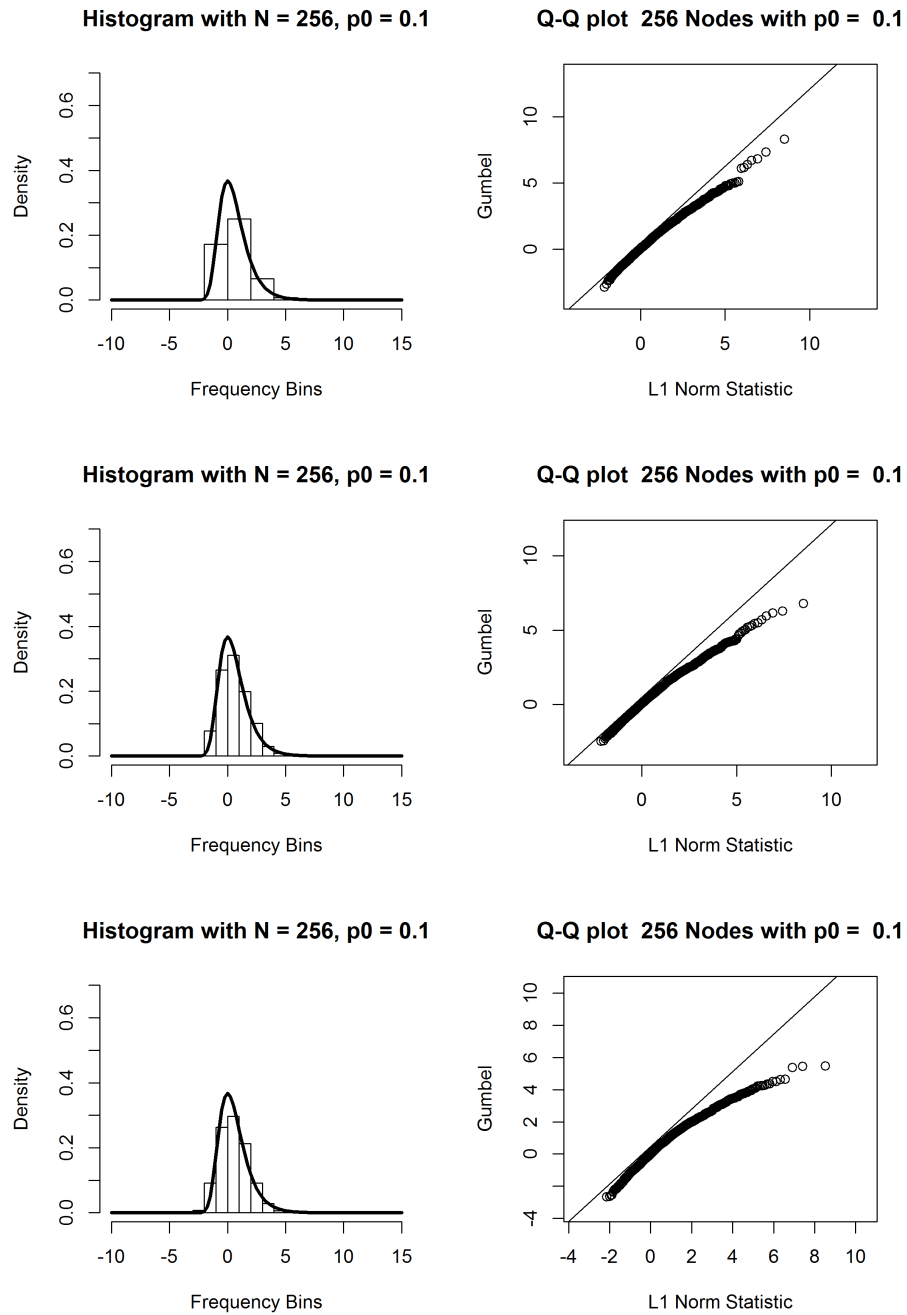 Histogram with N = 256, p0 = 0.1
Density
0.0 0.2 0.4 0.6
-10 -5 0 5 10 15
Frequency Bins
Q-Q plot 256 Nodes with p0 = 0.1
Gumbel
0 5 10
0 5 10
L1 Norm Statistic
Histogram with N = 256, p0 = 0.1
Density
0.0 0.2 0.4 0.6
-10 -5 0 5 10 15
Frequency Bins
Q-Q plot 256 Nodes with p0 = 0.1
Gumbel
0 5 10
0 5 10
L1 Norm Statistic
Histogram with N = 256, p0 = 0.1
Density
0.0 0.2 0.4 0.6
-10 -5 0 5 10 15
Frequency Bins
Q-Q plot 256 Nodes with p0 = 0.1
Gumbel
-4 0 2 4 6 8 10
-4 -2 0 2 4 6 8 10
L1 Norm Statistic